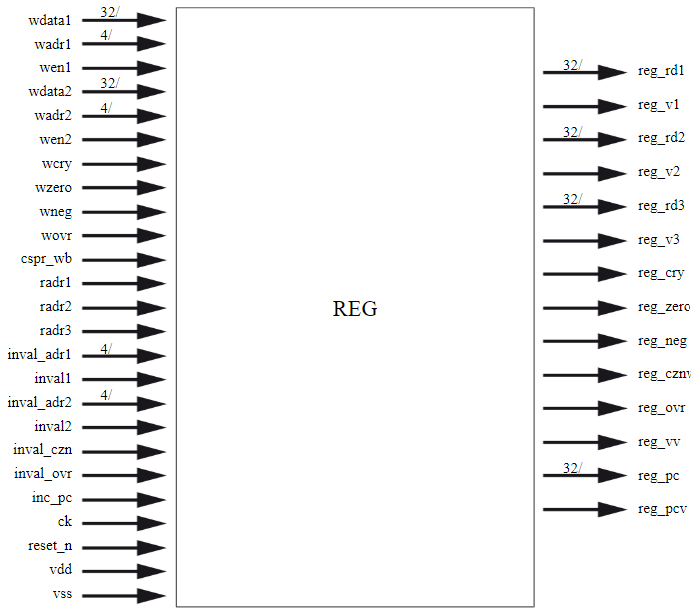 wdata1 32/
wadr1 4/
wen1
wdata2 32/
wadr2 4/
wen2
wcry
wzero
wneg
wovr
cspr_wb
radr1
radr2
radr3
inval_adr1 4/
inval1
inval_adr2 4/
inval2
inval_czn
inval_ovr
inc_pc
ck
reset_n
vdd
vss
REG
32/ reg_rd1
reg_v1
32/ reg_rd2
reg_v2
32/ reg_rd3
reg_v3
reg_cry
reg_zero
reg_neg
reg_cznv
reg_ovr
reg_vv
32/ reg_pc
reg_pcv